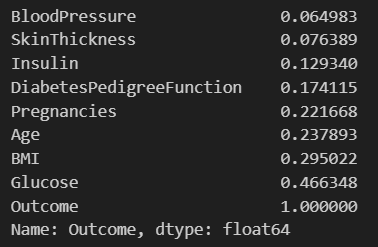 BloodPressure 0.064983
SkinThickness 0.076389
Insulin 0.129340
DiabetesPedigreeFunction 0.174115
Pregnancies 0.221668
Age 0.237893
BMI 0.295022
Glucose 0.466348
Outcome 1.000000
Name: Outcome, dtype: float64